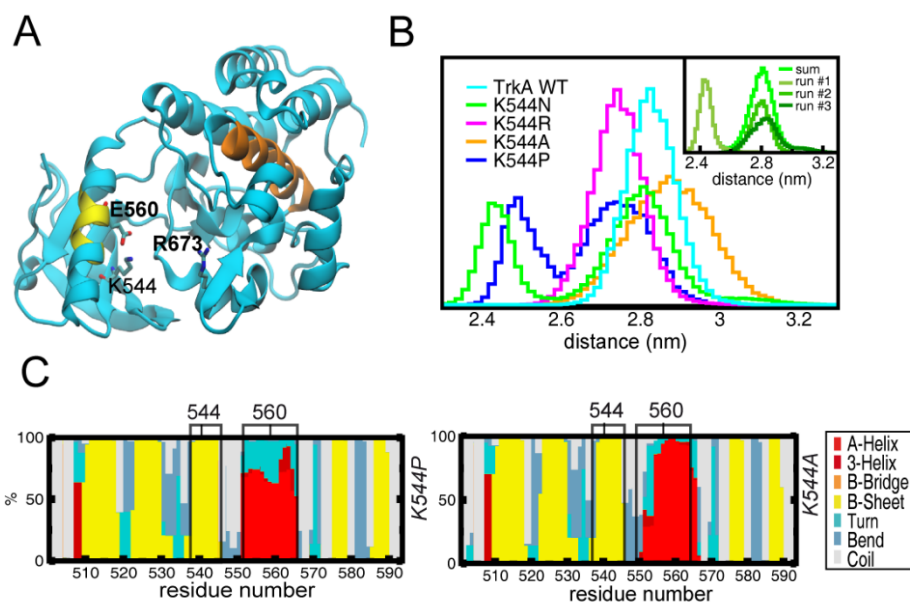 A
E560
R673
K544
B
TrkA WT
K544N
K544R
K544A
K544P
sum
run #1
run #2
run #3
2.4 2.8 3.2
distance (nm)
2.4 2.6 2.8 3 3.2
distance (nm)
C
544 560
100
50
0
%
510 520 530 540 550 560 570 580 590
residue number
K544P
544 560
100
50
0
510 520 530 540 550 560 570 580 590
residue number
K544A
A-Helix
3-Helix
B-Bridge
B-Sheet
Turn
Bend
Coil